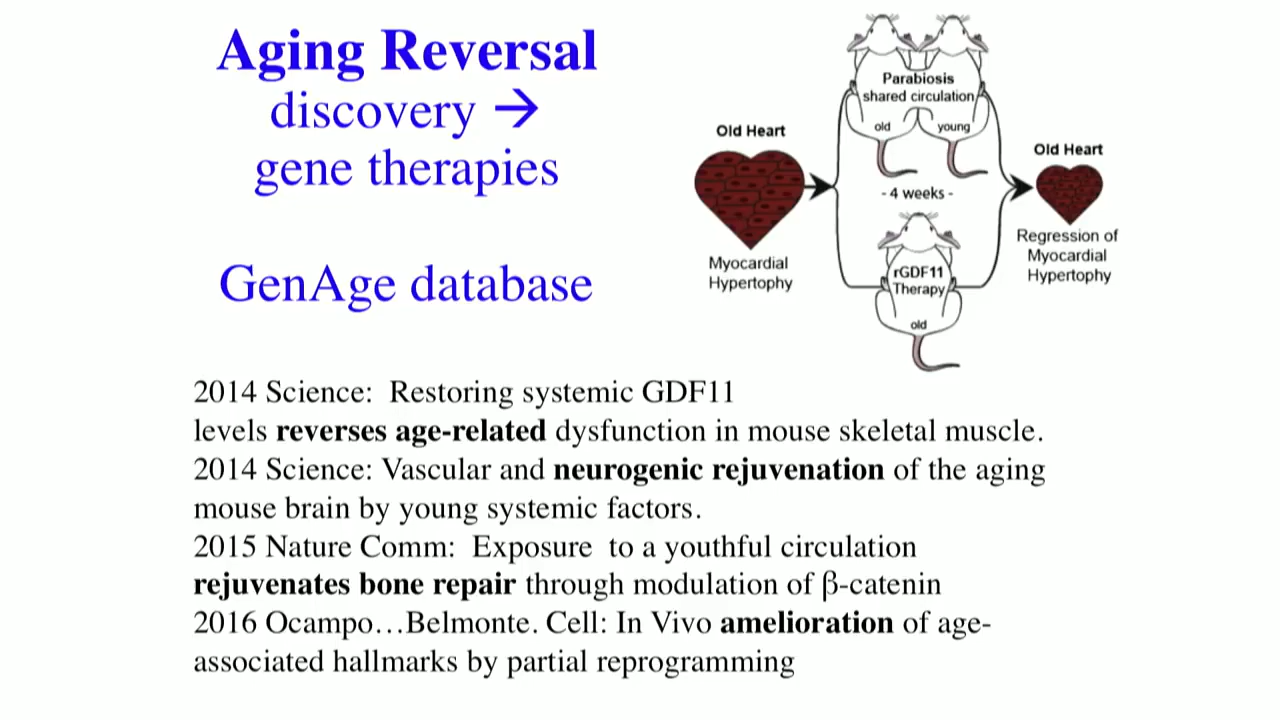 Aging Reversal
discovery →
gene therapies
GenAge database
Parabiosis
shared circulation
old
young
Old Heart
Myocardial
Hypertophy
- 4 weeks -
rGDF11
Therapy
old
Old Heart
Regression of
Myocardial
Hypertophy
2014 Science:  Restoring systemic GDF11
levels reverses age-related dysfunction in mouse skeletal muscle.
2014 Science: Vascular and neurogenic rejuvenation of the aging
mouse brain by young systemic factors.
2015 Nature Comm:  Exposure  to a youthful circulation
rejuvenates bone repair through modulation of β-catenin
2016 Ocampo…Belmonte. Cell: In Vivo amelioration of age-
associated hallmarks by partial reprogramming